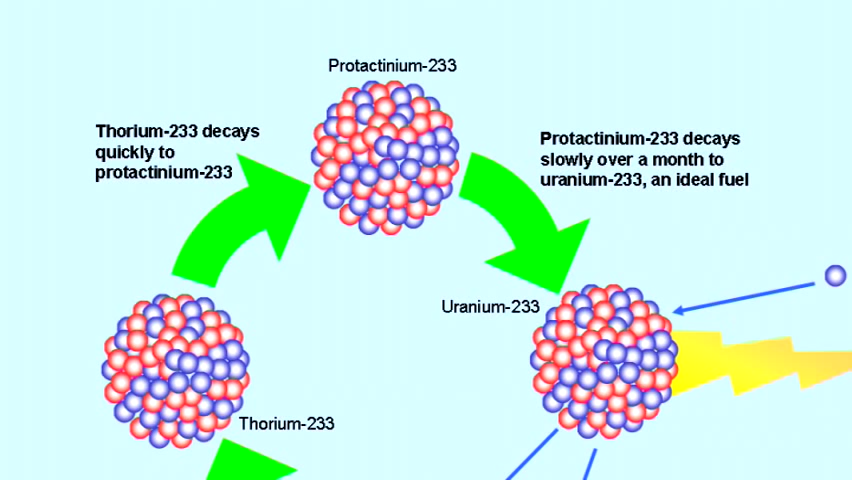 Protactinium-233
Thorium-233 decays
quickly to
protactinium-233
Protactinium-233 decays
slowly over a month to
uranium-233, an ideal fuel
Uranium-233
Thorium-233